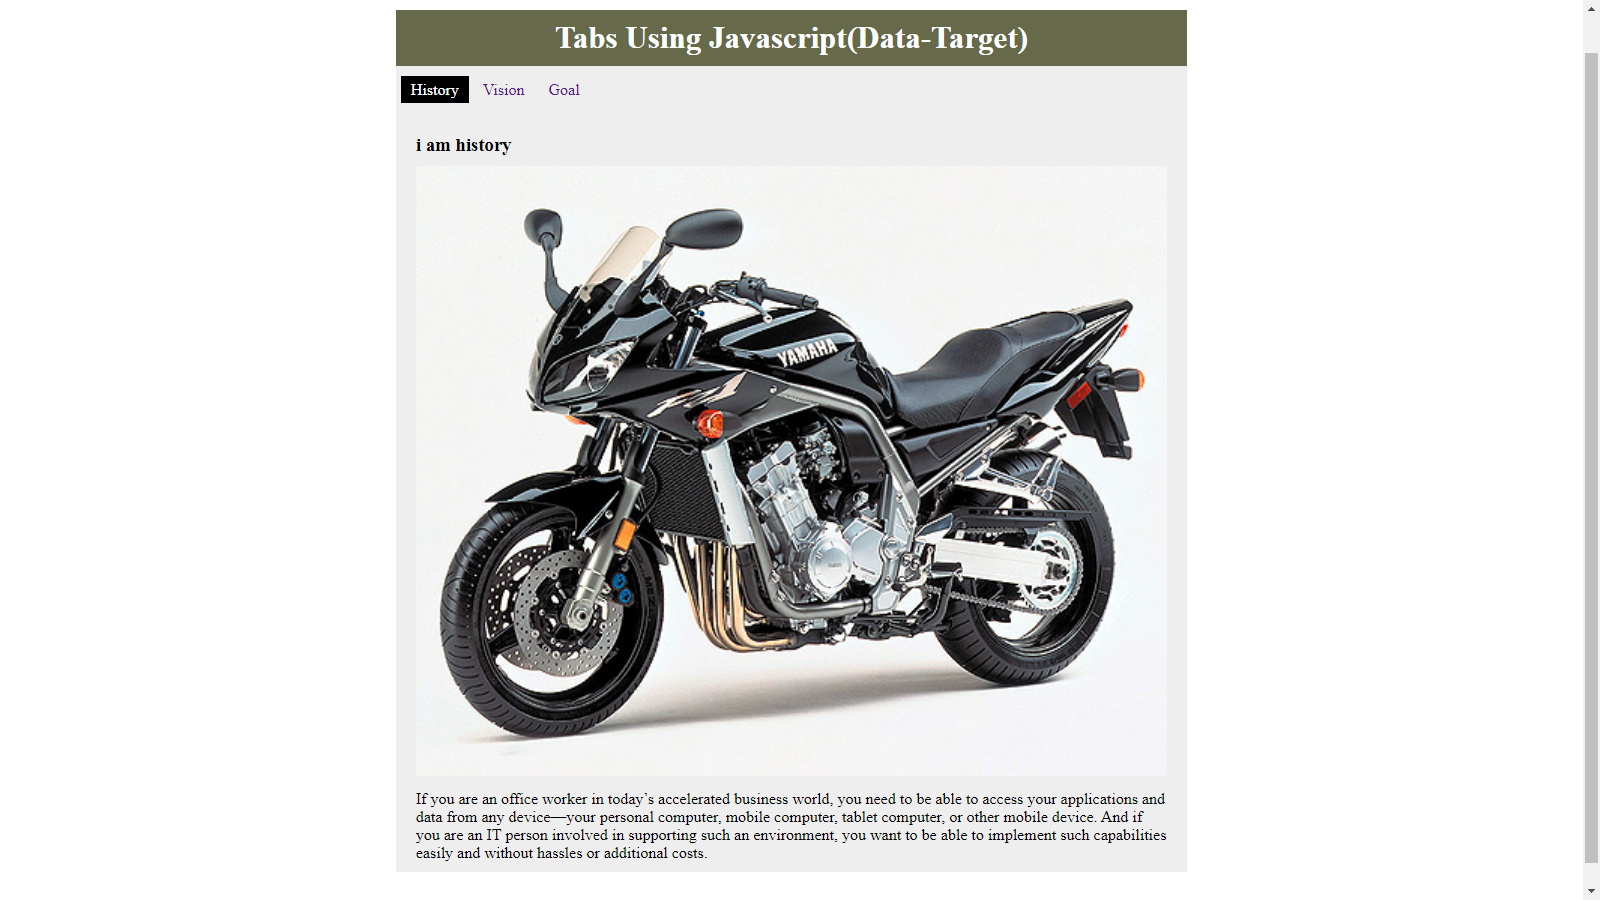 Tabs Using Javascript(Data-Target)
History Vision Goal
i am history
YAMAHA
If you are an office worker in today’s accelerated business world, you need to be able to access your applications and
data from any device—your personal computer, mobile computer, tablet computer, or other mobile device. And if
you are an IT person involved in supporting such an environment, you want to be able to implement such capabilities
easily and without hassles or additional costs.